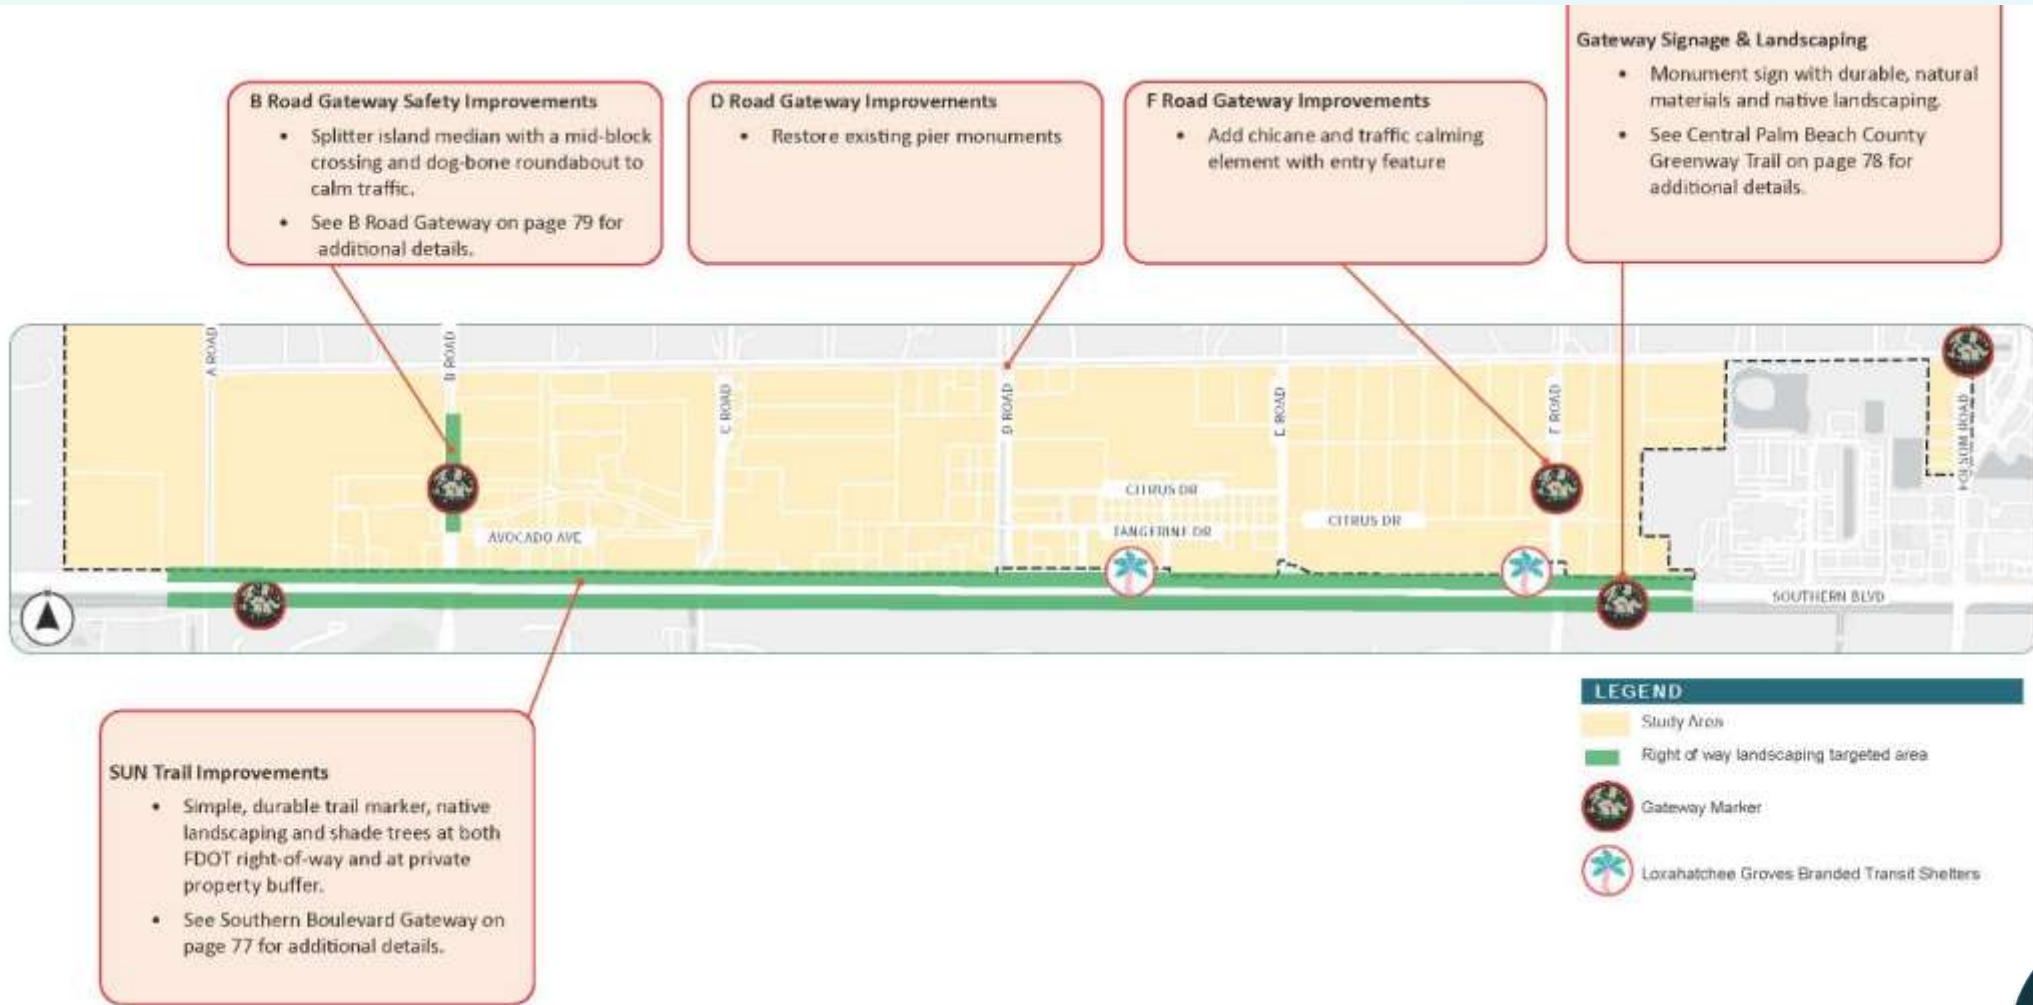 Gateway Signage & Landscaping
• Monument sign with durable, natural
materials and native landscaping.
• See Central Palm Beach County
Greenway Trail on page 78 for
additional details.
B Road Gateway Safety Improvements
• Splitter island median with a mid-block
crossing and dog-bone roundabout to
calm traffic.
• See B Road Gateway on page 79 for
additional details.
D Road Gateway Improvements
• Restore existing pier monuments
F Road Gateway Improvements
• Add chicane and traffic calming
element with entry feature
A ROAD
B ROAD
C ROAD
D ROAD
E ROAD
F ROAD
FOLSOM ROAD
CITRUS DR
TANGERINE DR
CITRUS DR
AVOCADO AVE
SOUTHERN BLVD
SUN Trail Improvements
• Simple, durable trail marker, native
landscaping and shade trees at both
FDOT right-of-way and at private
property buffer.
• See Southern Boulevard Gateway on
page 77 for additional details.
LEGEND
Study Area
Right of way landscaping targeted area
Gateway Marker
Loxahatchee Groves Branded Transit Shelters